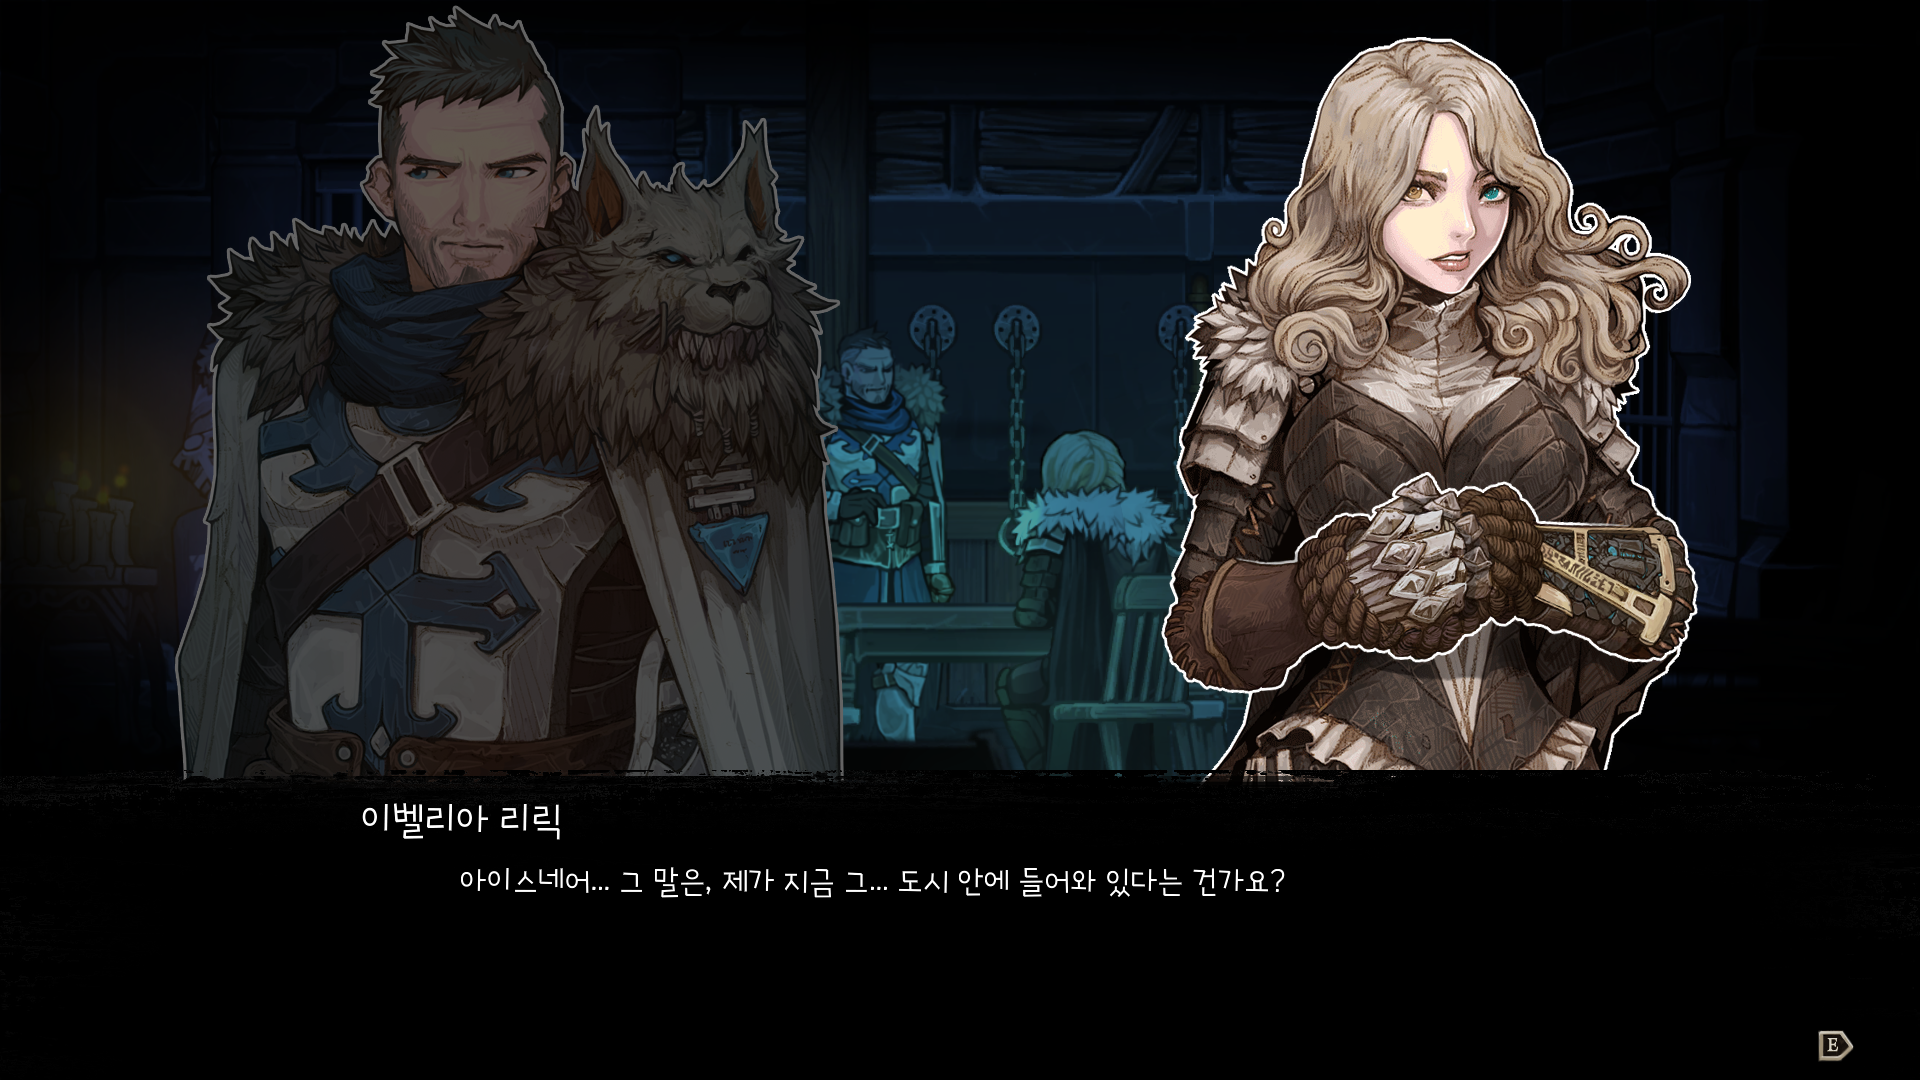 이벨리아 리릭
아이스네어... 그 말은, 제가 지금 그... 도시 안에 들어와 있다는 건가요?
E